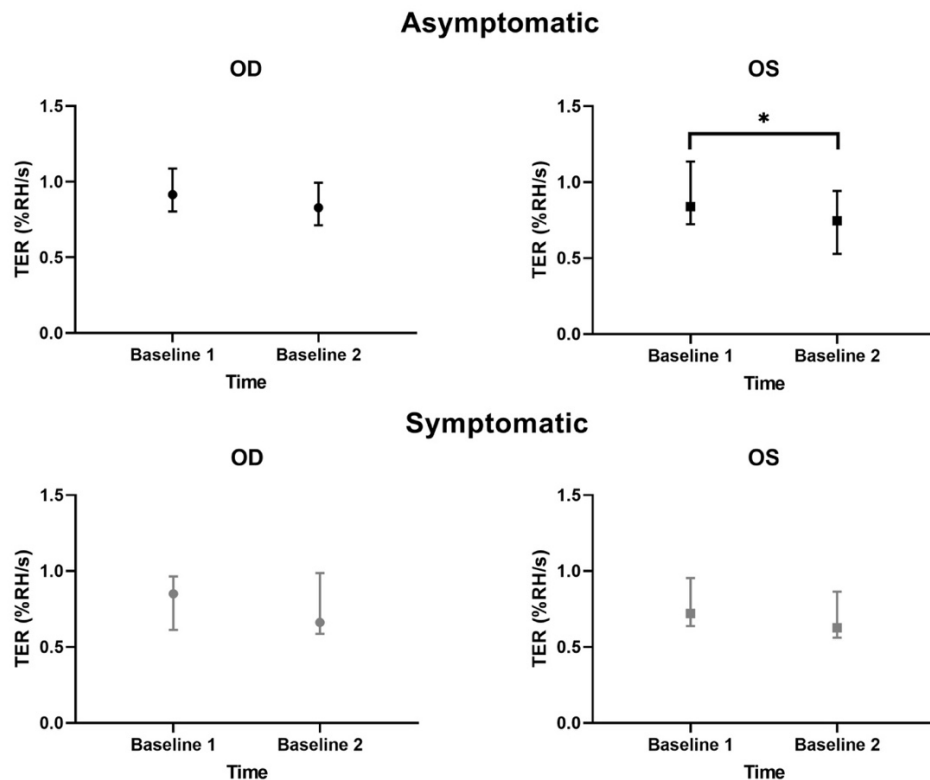 Asymptomatic
OD
TER (%RH/s)
1.5
1.0
0.5
0.0
Baseline 1 Baseline 2
Time
OS
TER (%RH/s)
1.5
1.0
0.5
0.0
*
Baseline 1 Baseline 2
Time
Symptomatic
OD
TER (%RH/s)
1.5
1.0
0.5
0.0
Baseline 1 Baseline 2
Time
OS
TER (%RH/s)
1.5
1.0
0.5
0.0
Baseline 1 Baseline 2
Time